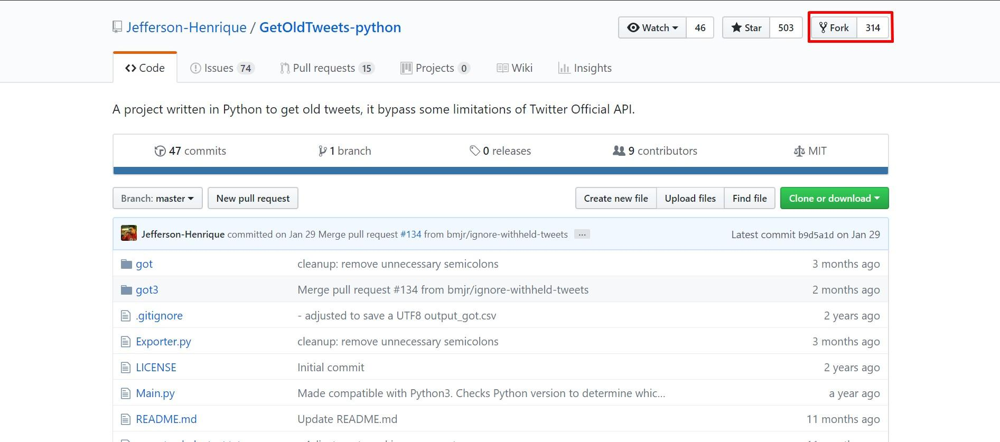 Jefferson-Henrique / GetOldTweets-python
Watch 46 Star 503 Fork 314
Code Issues 74 Pull requests 15 Projects 0 Wiki Insights
A project written in Python to get old tweets, it bypass some limitations of Twitter Official API.
47 commits 1 branch 0 releases 9 contributors MIT
Branch: master New pull request Create new file Upload files Find file Clone or download
Jefferson-Henrique committed on Jan 29 Merge pull request #134 from bmjr/ignore-withheld-tweets ... Latest commit b9d5a1d on Jan 29
got cleanup: remove unnecessary semicolons 3 months ago
got3 Merge pull request #134 from bmjr/ignore-withheld-tweets 2 months ago
.gitignore - adjusted to save a UTF8 output_got.csv 2 years ago
Exporter.py cleanup: remove unnecessary semicolons 3 months ago
LICENSE Initial commit 2 years ago
Main.py Made compatible with Python3. Checks Python version to determine whic... a year ago
README.md Update README.md 11 months ago